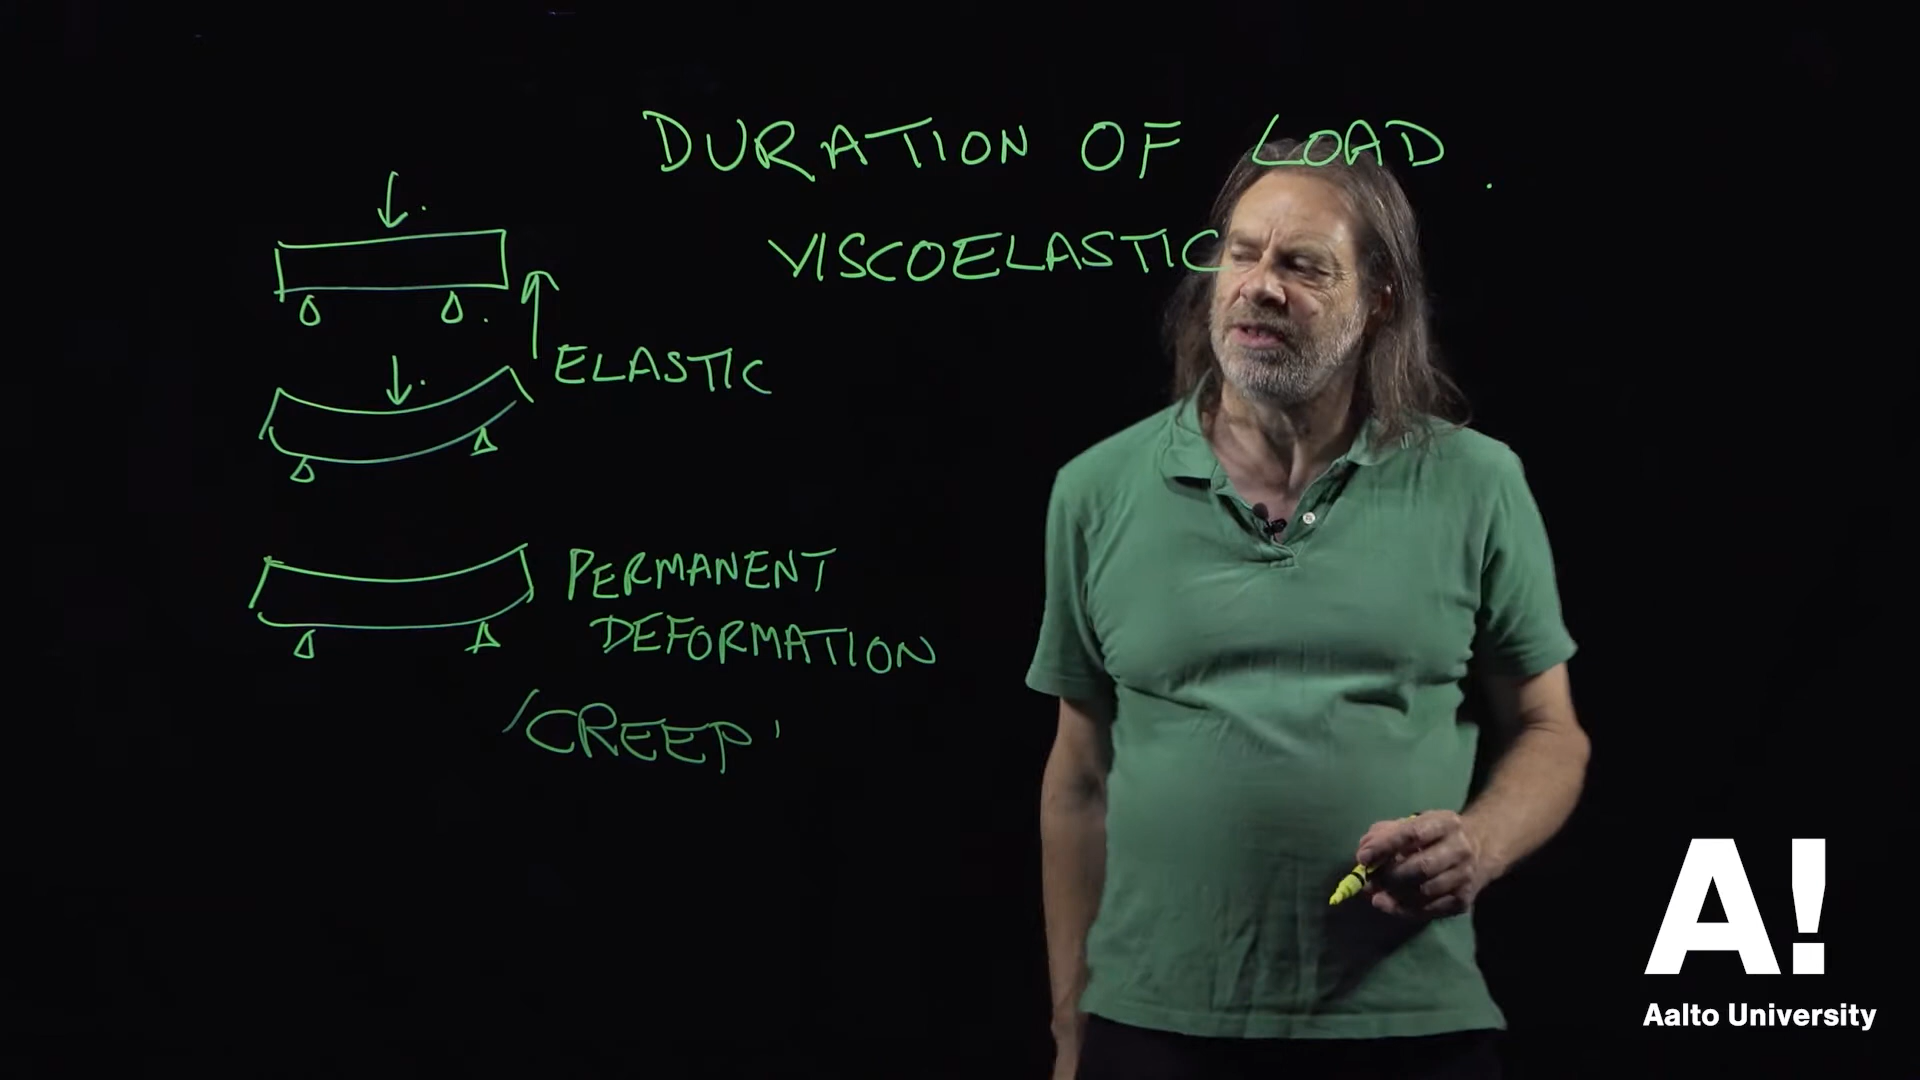 DURATION OF LOAD
VISCOELASTIC
ELASTIC
PERMANENT
DEFORMATION
'CREEP'
A!
Aalto University